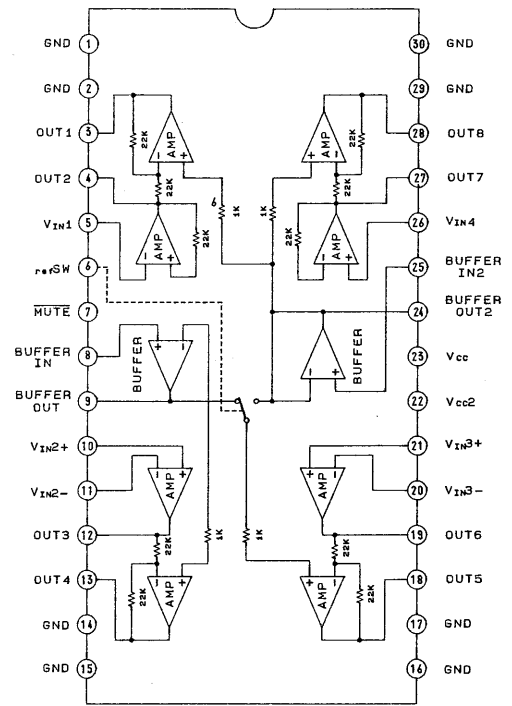 GND 1
GND 2
OUT1 3
OUT2 4
VIN1 5
refSW 6
MUTE 7
BUFFER IN 8
BUFFER OUT 9
VIN2+ 10
VIN2- 11
OUT3 12
OUT4 13
GND 14
GND 15
30 GND
29 GND
28 OUT8
27 OUT7
26 VIN4
25 BUFFER IN2
24 BUFFER OUT2
23 Vcc
22 Vcc2
21 VIN3+
20 VIN3-
19 OUT6
18 OUT5
17 GND
16 GND
22K
AMP
- +
22K
6
1K
AMP
- +
22K
AMP
+ -
22K
22K
1K
AMP
- +
22K
+ -
BUFFER
- +
BUFFER
- +
AMP
22K
1K
- +
AMP
22K
+ -
AMP
22K
1K
+ -
AMP
22K